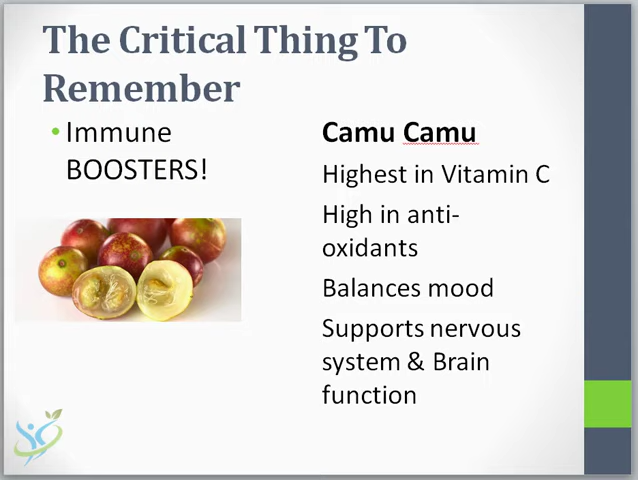 The Critical Thing To
Remember
• Immune
BOOSTERS!
Camu Camu
Highest in Vitamin C
High in anti-
oxidants
Balances mood
Supports nervous
system & Brain
function